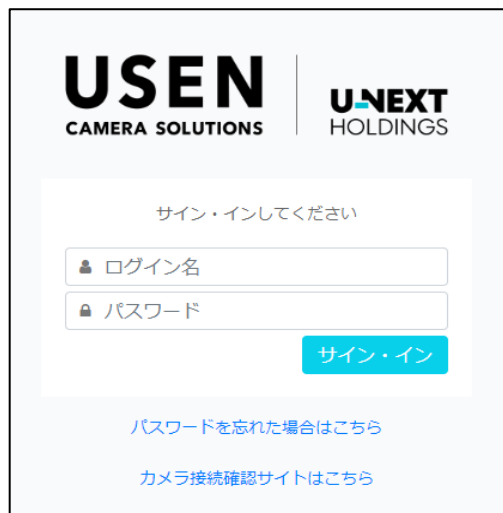 USEN
CAMERA SOLUTIONS
U-NEXT
HOLDINGS
サイン・インしてください
ログイン名
パスワード
サイン・イン
パスワードを忘れた場合はこちら
カメラ接続確認サイトはこちら